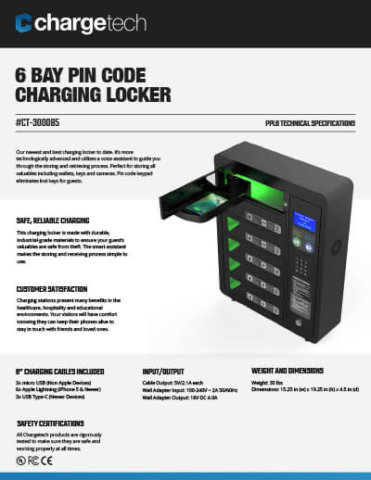 chargetech
6 BAY PIN CODE
CHARGING LOCKER
#CT-300085
PPL6 TECHNICAL SPECIFICATIONS
Our newest and best charging locker to date. It's more
technologically advanced and utilizes a voice assistant to guide you
through the storing and retrieving process. Perfect for storing all
valuables including wallets, keys and cameras. Pin code keypad
eliminates lost keys for guests.
SAFE, RELIABLE CHARGING
This charging locker is made with durable,
industrial-grade materials to ensure your guest's
valuables are safe from theft. The smart assistant
makes the storing and receiving process simple to
use.
CUSTOMER SATISFACTION
Charging stations present many benefits in the
healthcare, hospitality and educational
environments. Your visitors will have comfort
knowing they can keep their phones alive to
stay in touch with friends and loved ones.
8" CHARGING CABLES INCLUDED
2x micro USB (Non Apple Devices)
6x Apple Lightning (iPhone 5 & Newer)
2x USB Type-C (Newer Devices)
INPUT/OUTPUT
Cable Output: 5V/2.1A each
Wall Adapter Input: 100-240V ~ 2A 50/60Hz
Wall Adapter Output: 16V DC 4.0A
WEIGHT AND DIMENSIONS
Weight: 30 lbs
Dimensions: 15.25 in (w) x 19.25 in (h) x 4.5 in (d)
SAFETY CERTIFICATIONS
All Chargetech products are rigorously
tested to make sure they are safe and
working properly at all times.